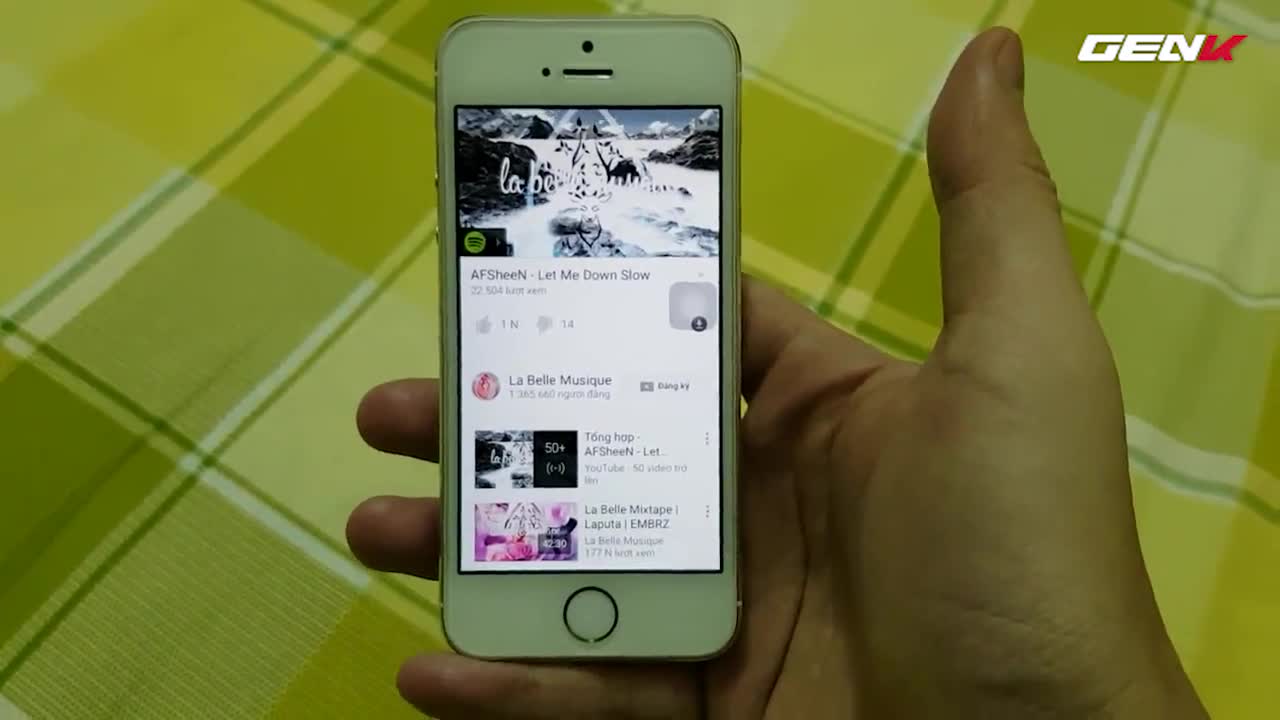 GENK
la be
AFSheeN - Let Me Down Slow
22.504 lượt xem
1 N
14
La Belle Musique
1.365.660 người đăng
Đăng ký
50+
Tổng hợp -
AFSheeN - Let...
YouTube · 50 video trở
lên
La Belle Mixtape |
Laputa | EMBRZ
42:30
La Belle Musique
177 N lượt xem